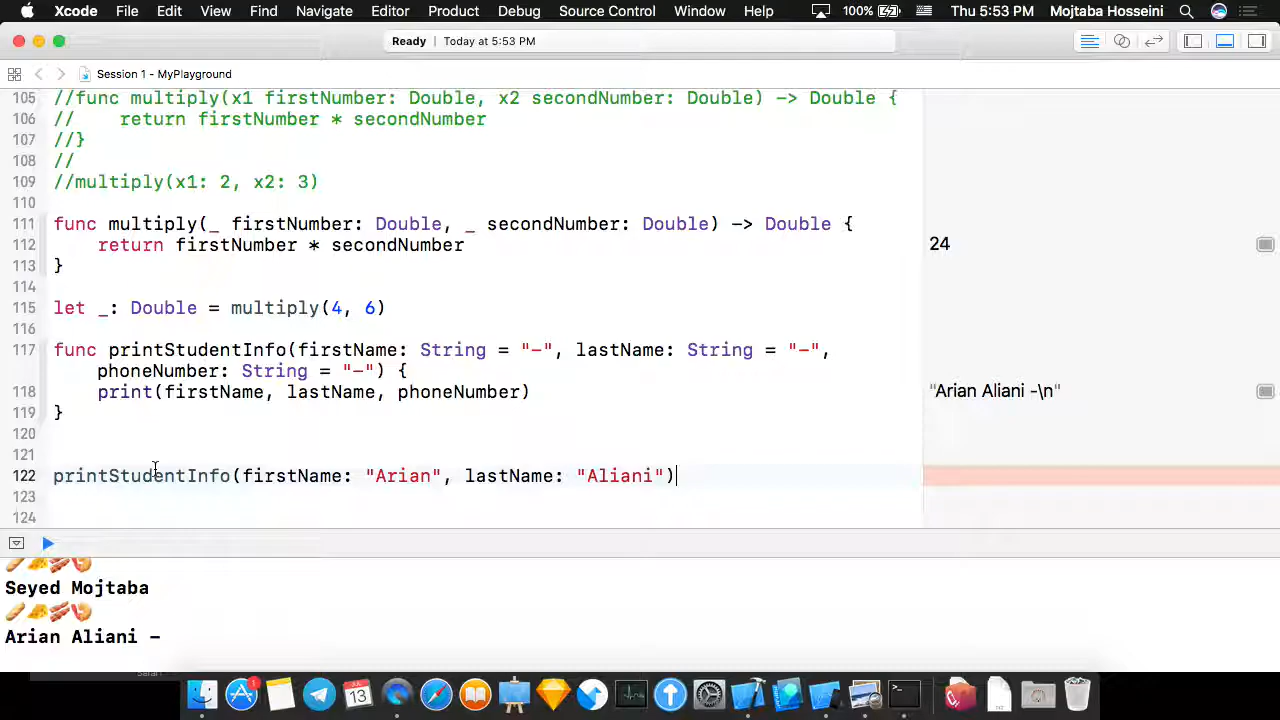 Xcode File Edit View Find Navigate Editor Product Debug Source Control Window Help 100% Thu 5:53 PM Mojtaba Hosseini
Ready | Today at 5:53 PM
Session 1 - MyPlayground
105 //func multiply(x1 firstNumber: Double, x2 secondNumber: Double) -> Double {
106 // return firstNumber * secondNumber
107 //}
108 //
109 //multiply(x1: 2, x2: 3)
110
111 func multiply(_ firstNumber: Double, _ secondNumber: Double) -> Double {
112 return firstNumber * secondNumber 24
113 }
114
115 let _: Double = multiply(4, 6)
116
117 func printStudentInfo(firstName: String = "-", lastName: String = "-",
phoneNumber: String = "-") {
118 print(firstName, lastName, phoneNumber) "Arian Aliani -\n"
119 }
120
121
122 printStudentInfo(firstName: "Arian", lastName: "Aliani")
123
124
Seyed Mojtaba
Arian Aliani -
JUL
13
1